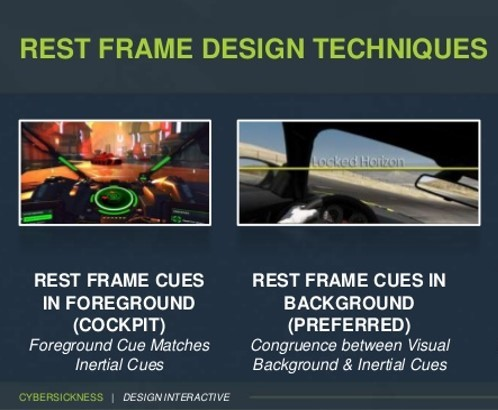 REST FRAME DESIGN TECHNIQUES
Locked Horizon
REST FRAME CUES
IN FOREGROUND
(COCKPIT)
Foreground Cue Matches
Inertial Cues
REST FRAME CUES IN
BACKGROUND
(PREFERRED)
Congruence between Visual
Background & Inertial Cues
CYBERSICKNESS | DESIGN INTERACTIVE